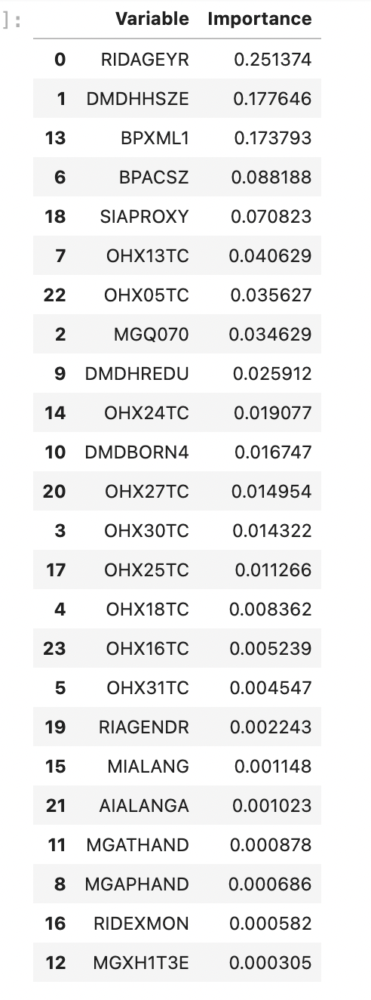 ]: Variable Importance
0 RIDAGEYR 0.251374
1 DMDHHSZE 0.177646
13 BPXML1 0.173793
6 BPACSZ 0.088188
18 SIAPROXY 0.070823
7 OHX13TC 0.040629
22 OHX05TC 0.035627
2 MGQ070 0.034629
9 DMDHREDU 0.025912
14 OHX24TC 0.019077
10 DMDBORN4 0.016747
20 OHX27TC 0.014954
3 OHX30TC 0.014322
17 OHX25TC 0.011266
4 OHX18TC 0.008362
23 OHX16TC 0.005239
5 OHX31TC 0.004547
19 RIAGENDR 0.002243
15 MIALANG 0.001148
21 AIALANGA 0.001023
11 MGATHAND 0.000878
8 MGAPHAND 0.000686
16 RIDEXMON 0.000582
12 MGXH1T3E 0.000305